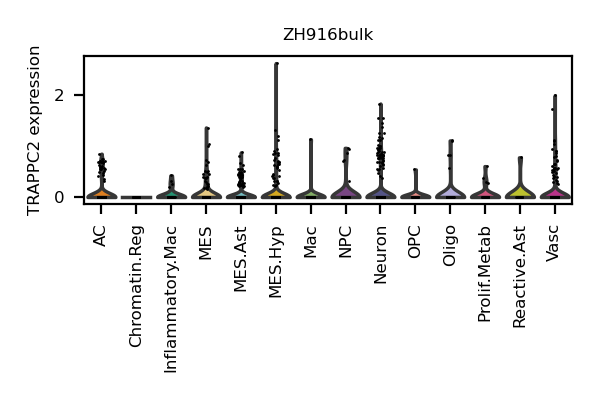 ZH916bulk
TRAPPC2 expression
2
0
AC
Chromatin.Reg
Inflammatory.Mac
MES
MES.Ast
MES.Hyp
Mac
NPC
Neuron
OPC
Oligo
Prolif.Metab
Reactive.Ast
Vasc